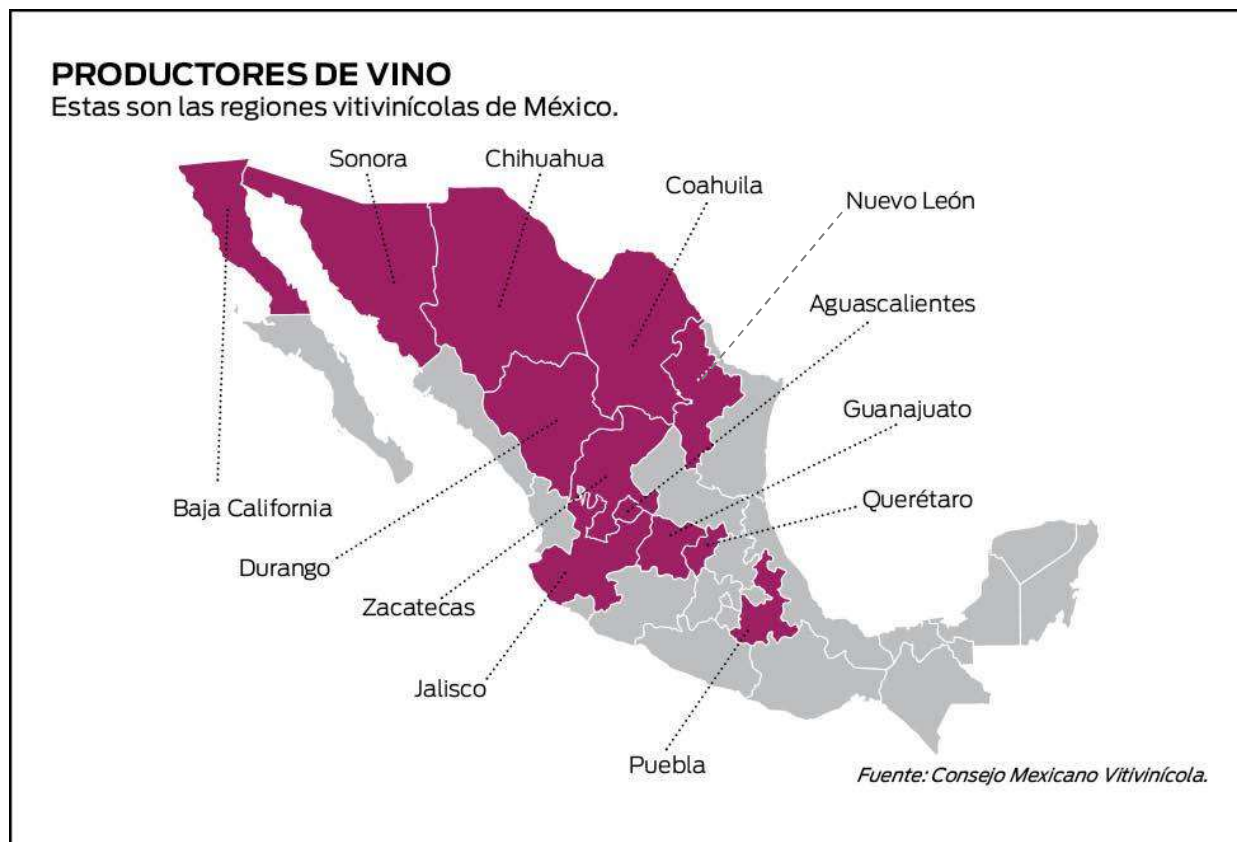 PRODUCTORES DE VINO
Estas son las regiones vitivinícolas de México.
Sonora
Chihuahua
Coahuila
Nuevo León
Aguascalientes
Guanajuato
Querétaro
Baja California
Durango
Zacatecas
Jalisco
Puebla
Fuente: Consejo Mexicano Vitivinícola.